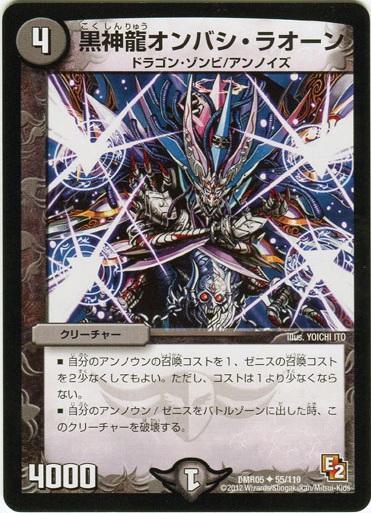 4
こくしんりゅう
黒神龍オンバシ・ラオーン
ドラゴン・ゾンビ/アンノイズ
illus. YOICHI ITO
クリーチャー
■ 自分のアンノウンの召喚コストを1、ゼニスの召喚コスト
を2少なくしてもよい。ただし、コストは1より少なくなら
ない。
■ 自分のアンノウン/ゼニスをバトルゾーンに出した時、こ
のクリーチャーを破壊する。
4000
1
E2
DMR05 ◆ 55/110
©2012 Wizards/Shogakukan/Mitsui-Kids